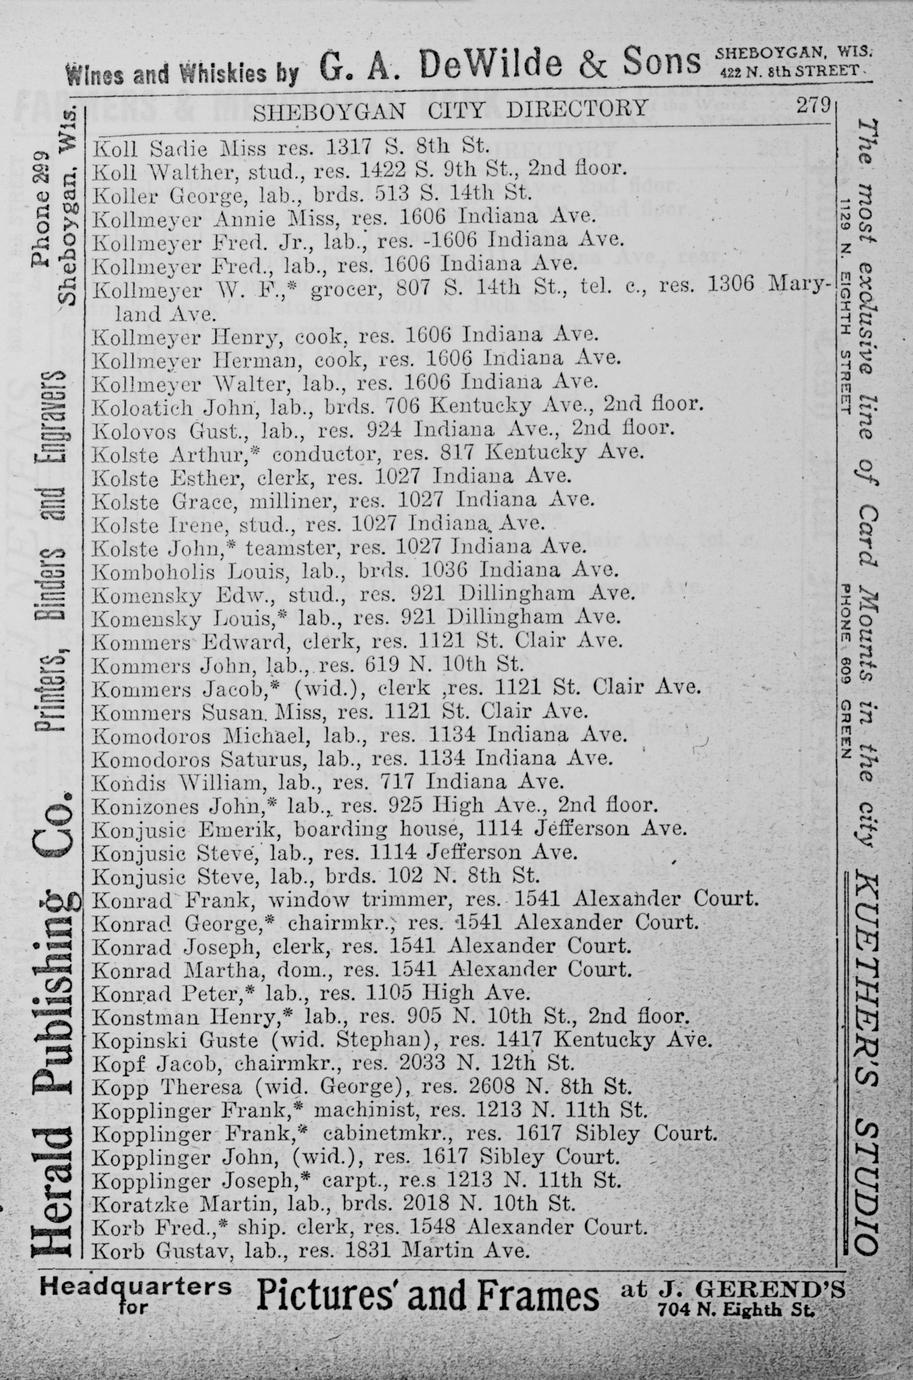 Wines and Whiskies by G. A. DeWilde & Sons SHEBOYGAN, WIS.
422 N. 8th STREET
SHEBOYGAN CITY DIRECTORY 279
Koll Sadie Miss res. 1317 S. 8th St.
Koll Walther, stud., res. 1422 S. 9th St., 2nd floor.
Koller George, lab., brds. 513 S. 14th St.
Kollmeyer Annie Miss, res. 1606 Indiana Ave.
Kollmeyer Fred. Jr., lab., res. -1606 Indiana Ave.
Kollmeyer Fred., lab., res. 1606 Indiana Ave.
Kollmeyer W. F.,* grocer, 807 S. 14th St., tel. c., res. 1306 Mary-
land Ave.
Kollmeyer Henry, cook, res. 1606 Indiana Ave.
Kollmeyer Herman, cook, res. 1606 Indiana Ave.
Kollmeyer Walter, lab., res. 1606 Indiana Ave.
Koloatich John, lab., brds. 706 Kentucky Ave., 2nd floor.
Kolovos Gust., lab., res. 924 Indiana Ave., 2nd floor.
Kolste Arthur,* conductor, res. 817 Kentucky Ave.
Kolste Esther, clerk, res. 1027 Indiana Ave.
Kolste Grace, milliner, res. 1027 Indiana Ave.
Kolste Irene, stud., res. 1027 Indiana Ave.
Kolste John,* teamster, res. 1027 Indiana Ave.
Komboholis Louis, lab., brds. 1036 Indiana Ave.
Komensky Edw., stud., res. 921 Dillingham Ave.
Komensky Louis,* lab., res. 921 Dillingham Ave.
Kommers Edward, clerk, res. 1121 St. Clair Ave.
Kommers John, lab., res. 619 N. 10th St.
Kommers Jacob,* (wid.), clerk ,res. 1121 St. Clair Ave.
Kommers Susan Miss, res. 1121 St. Clair Ave.
Komodoros Michael, lab., res. 1134 Indiana Ave.
Komodoros Saturus, lab., res. 1134 Indiana Ave.
Kondis William, lab., res. 717 Indiana Ave.
Konizones John,* lab., res. 925 High Ave., 2nd floor.
Konjusic Emerik, boarding house, 1114 Jefferson Ave.
Konjusic Steve, lab., res. 1114 Jefferson Ave.
Konjusic Steve, lab., brds. 102 N. 8th St.
Konrad Frank, window trimmer, res. 1541 Alexander Court.
Konrad George,* chairmkr., res. 1541 Alexander Court.
Konrad Joseph, clerk, res. 1541 Alexander Court.
Konrad Martha, dom., res. 1541 Alexander Court.
Konrad Peter,* lab., res. 1105 High Ave.
Konstman Henry,* lab., res. 905 N. 10th St., 2nd floor.
Kopinski Guste (wid. Stephan), res. 1417 Kentucky Ave.
Kopf Jacob, chairmkr., res. 2033 N. 12th St.
Kopp Theresa (wid. George), res. 2608 N. 8th St.
Kopplinger Frank,* machinist, res. 1213 N. 11th St.
Kopplinger Frank,* cabinetmkr., res. 1617 Sibley Court.
Kopplinger John, (wid.), res. 1617 Sibley Court.
Kopplinger Joseph,* carpt., re.s 1213 N. 11th St.
Koratzke Martin, lab., brds. 2018 N. 10th St.
Korb Fred.,* ship. clerk, res. 1548 Alexander Court.
Korb Gustav, lab., res. 1831 Martin Ave.
Herald Publishing Co. Printers, Binders and Engravers Phone 299
Sheboygan, Wis.
The most exclusive line of Card Mounts in the city KUETHER'S STUDIO
1129 N. EIGHTH STREET PHONE 609 GREEN
Headquarters
for
Pictures and Frames at J. GEREND'S
704 N. Eighth St.